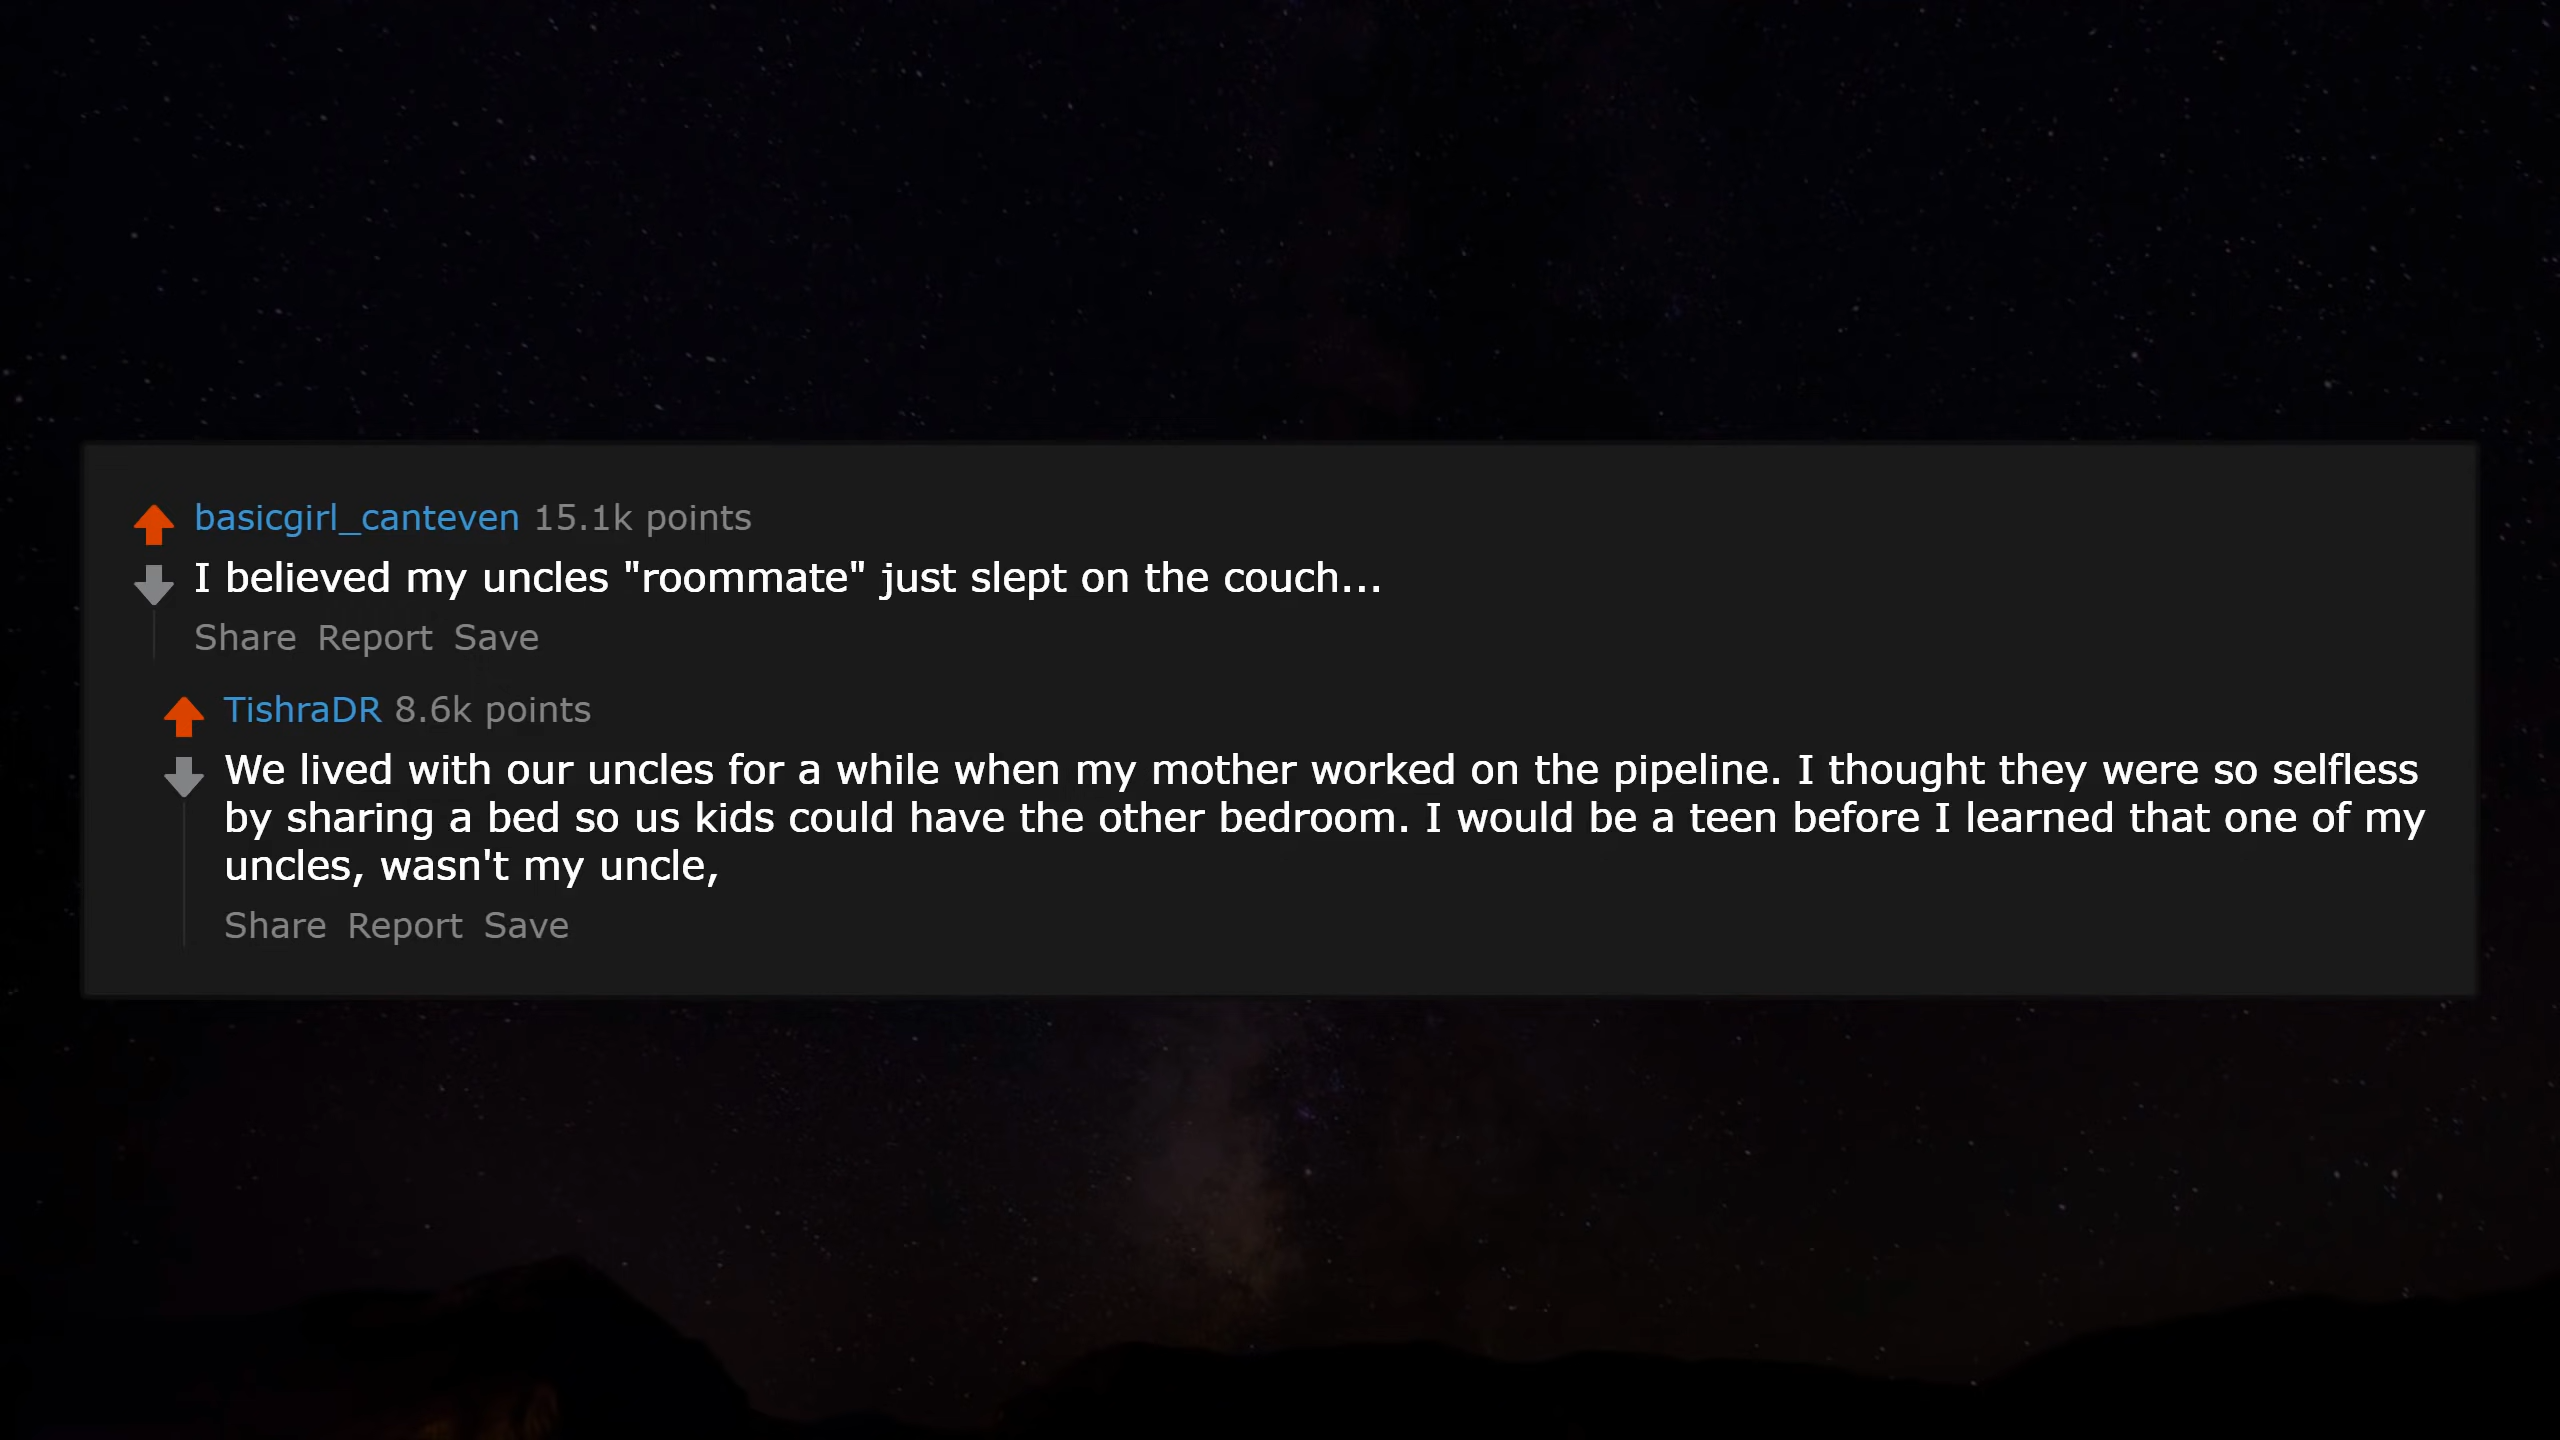 basicgirl_canteven 15.1k points
I believed my uncles "roommate" just slept on the couch...
Share Report Save
TishraDR 8.6k points
We lived with our uncles for a while when my mother worked on the pipeline. I thought they were so selfless
by sharing a bed so us kids could have the other bedroom. I would be a teen before I learned that one of my
uncles, wasn't my uncle,
Share Report Save